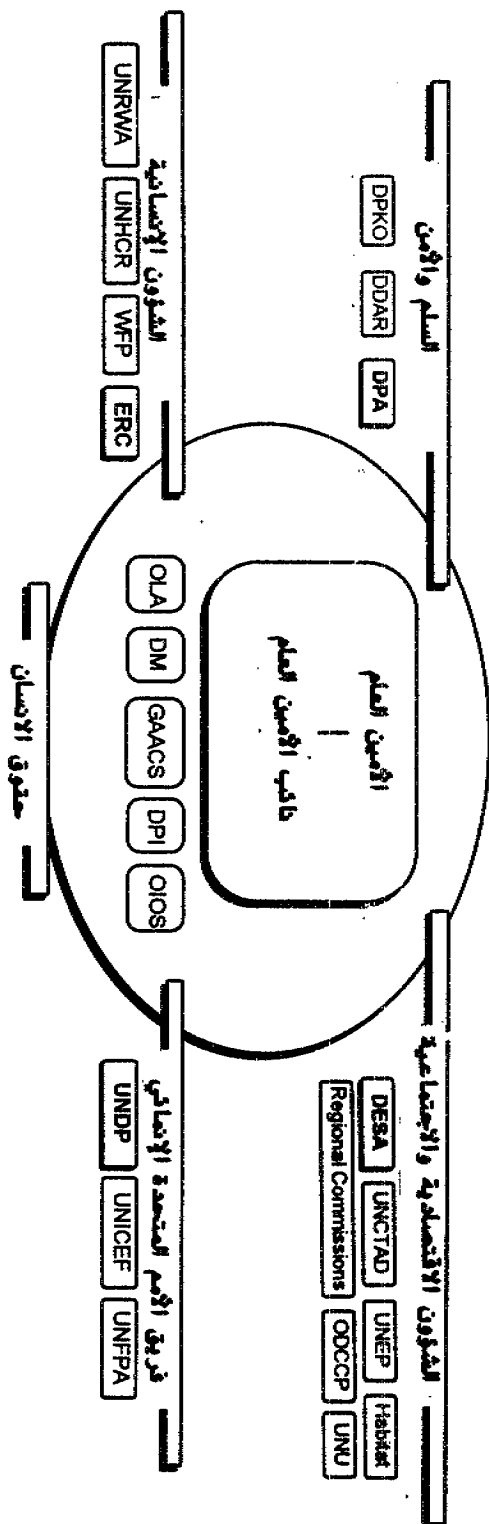 السلم والأمن
DPKO DDAR DPA
الشؤون الاقتصادية والاجتماعية
DESA UNCTAD UNEP Habitat
Regional Commissions ODCCP UNU
الأمين العام
نائب الأمين العام
OLA DM GAACS DPI OIOS
الشؤون الإنسانية
UNRWA UNHCR WFP ERC
فريق الأمم المتحدة الإنمائي
UNDP UNICEF UNFPA
حقوق الانسان